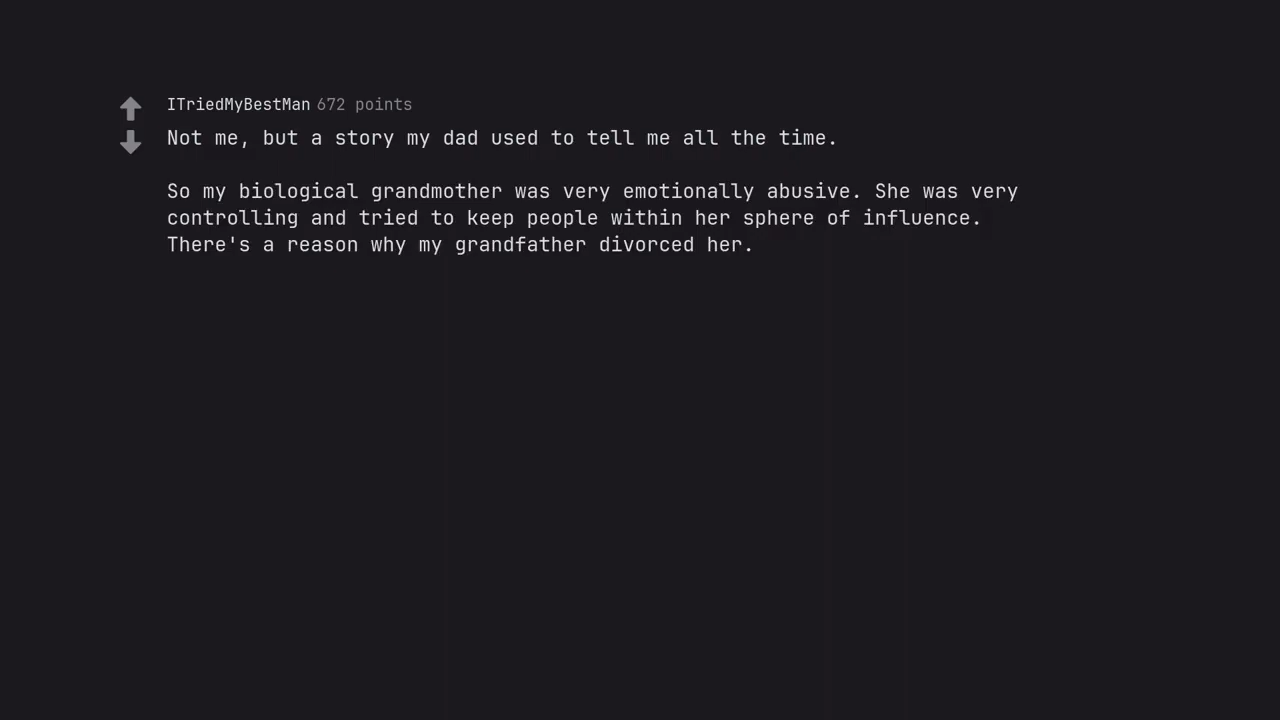 ITriedMyBestMan 672 points
Not me, but a story my dad used to tell me all the time.
So my biological grandmother was very emotionally abusive. She was very
controlling and tried to keep people within her sphere of influence.
There's a reason why my grandfather divorced her.